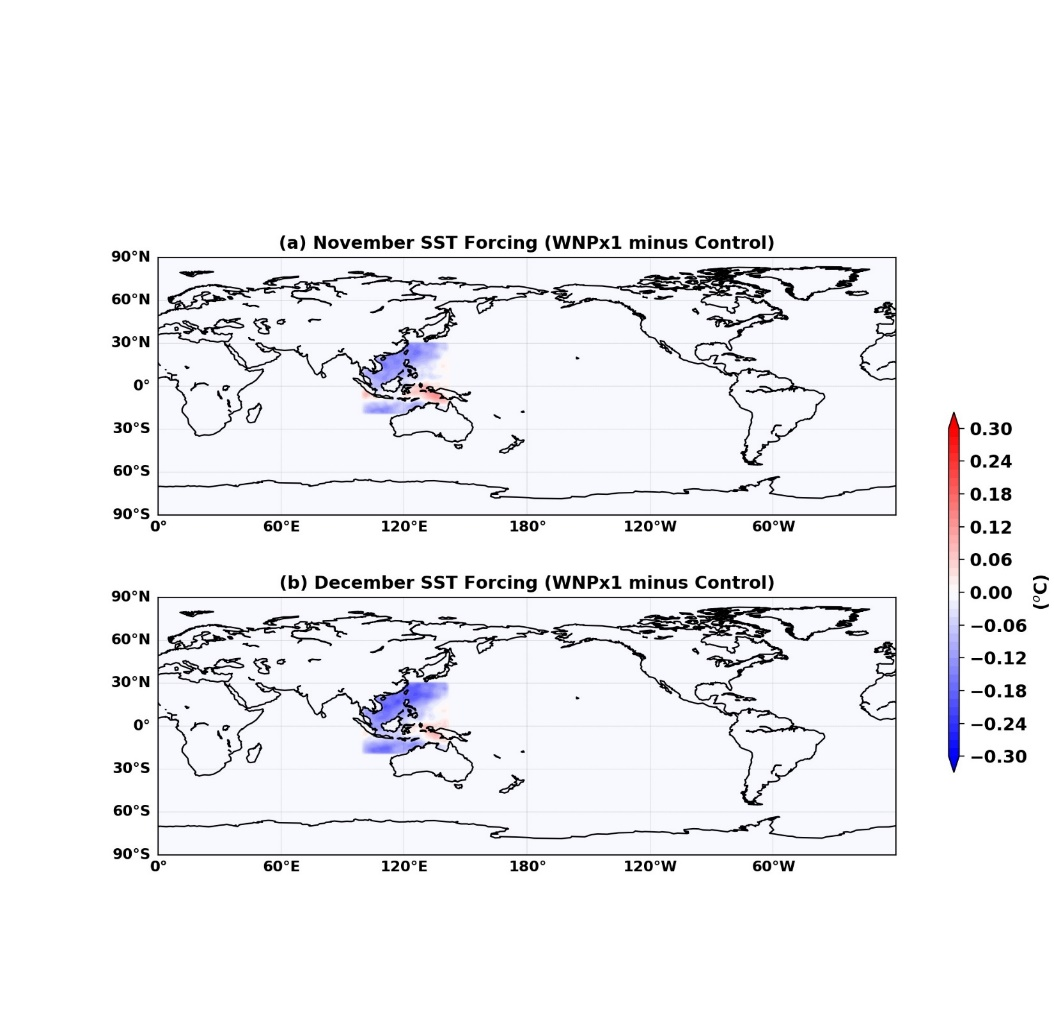 (a) November SST Forcing (WNPx1 minus Control)
90°N
60°N
30°N
0°
30°S
60°S
90°S
0° 60°E 120°E 180° 120°W 60°W
(b) December SST Forcing (WNPx1 minus Control)
90°N
60°N
30°N
0°
30°S
60°S
90°S
0° 60°E 120°E 180° 120°W 60°W
0.30
0.24
0.18
0.12
0.06
0.00
−0.06
−0.12
−0.18
−0.24
−0.30
(°C)